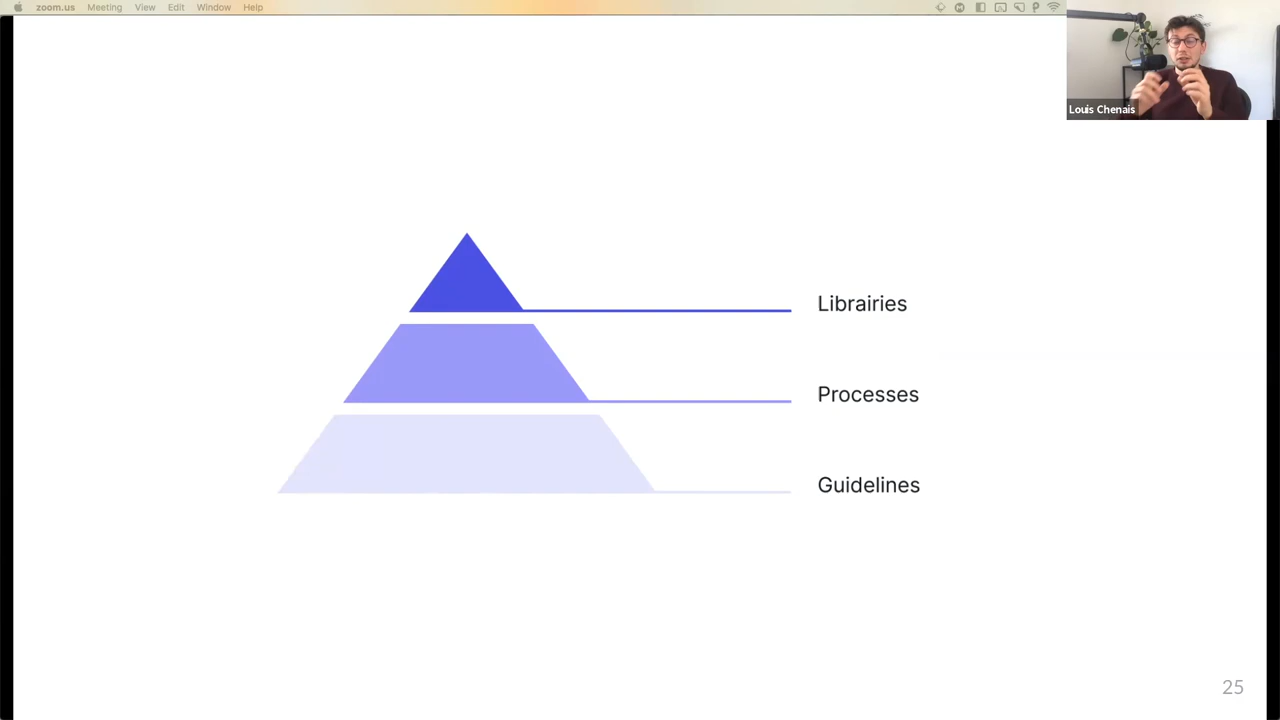 zoom.us Meeting View Edit Window Help
Louis Chenais
Librairies
Processes
Guidelines
25